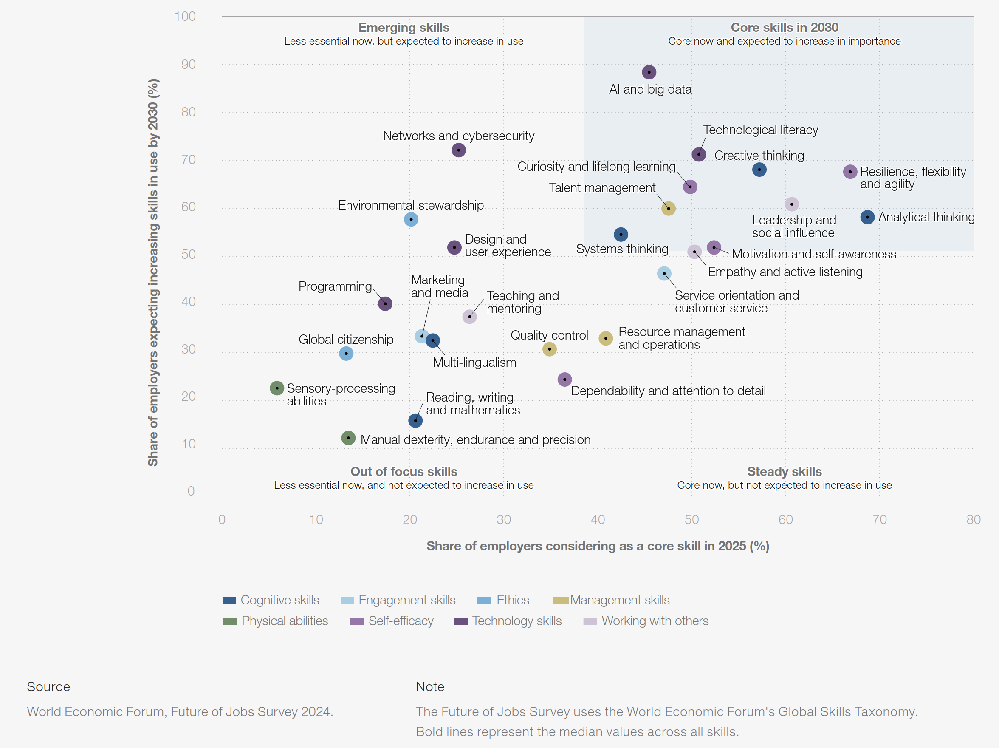 100
Emerging skills
Less essential now, but expected to increase in use
Core skills in 2030
Core now and expected to increase in importance
90
AI and big data
80
Technological literacy
Networks and cybersecurity
Creative thinking
70
Curiosity and lifelong learning
Resilience, flexibility
and agility
Talent management
60
Environmental stewardship
Analytical thinking
Leadership and
social influence
Design and
user experience
Systems thinking
50
Motivation and self-awareness
Empathy and active listening
Marketing
and media
Programming
Teaching and
mentoring
Service orientation and
customer service
40
Quality control
Resource management
and operations
Global citizenship
30
Multi-lingualism
Sensory-processing
abilities
Dependability and attention to detail
20
Reading, writing
and mathematics
Manual dexterity, endurance and precision
10
Out of focus skills
Less essential now, and not expected to increase in use
Steady skills
Core now, but not expected to increase in use
0
Share of employers expecting increasing skills in use by 2030 (%)
0 10 20 30 40 50 60 70 80
Share of employers considering as a core skill in 2025 (%)
Cognitive skills Engagement skills Ethics Management skills
Physical abilities Self-efficacy Technology skills Working with others
Source
World Economic Forum, Future of Jobs Survey 2024.
Note
The Future of Jobs Survey uses the World Economic Forum's Global Skills Taxonomy.
Bold lines represent the median values across all skills.